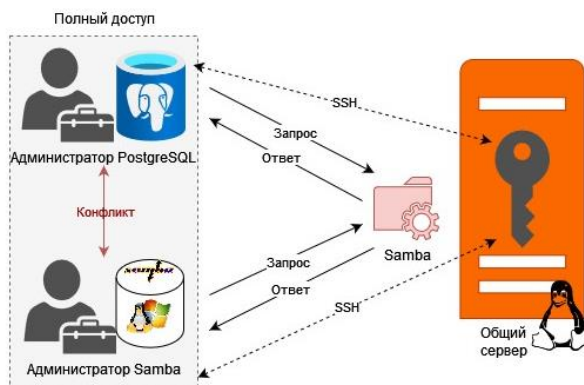 Полный доступ
SSH
Запрос
Ответ
Администратор PostgreSQL
Конфликт
Samba
Запрос
Ответ
SSH
Общий
сервер
Администратор Samba